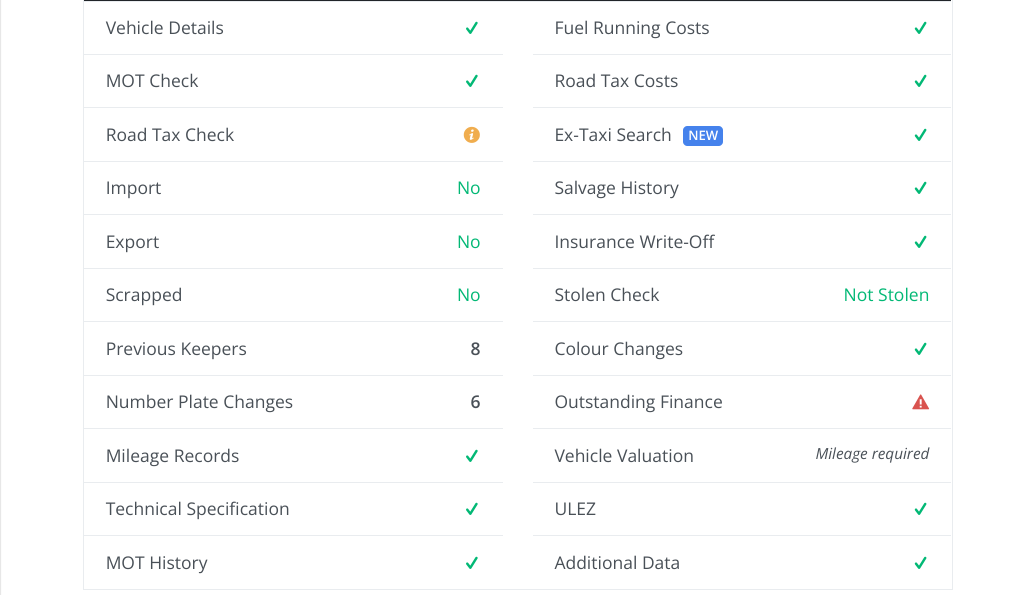 Vehicle Details
MOT Check
Road Tax Check
Import No
Export No
Scrapped No
Previous Keepers 8
Number Plate Changes 6
Mileage Records
Technical Specification
MOT History
Fuel Running Costs
Road Tax Costs
Ex-Taxi Search NEW
Salvage History
Insurance Write-Off
Stolen Check Not Stolen
Colour Changes
Outstanding Finance
Vehicle Valuation Mileage required
ULEZ
Additional Data